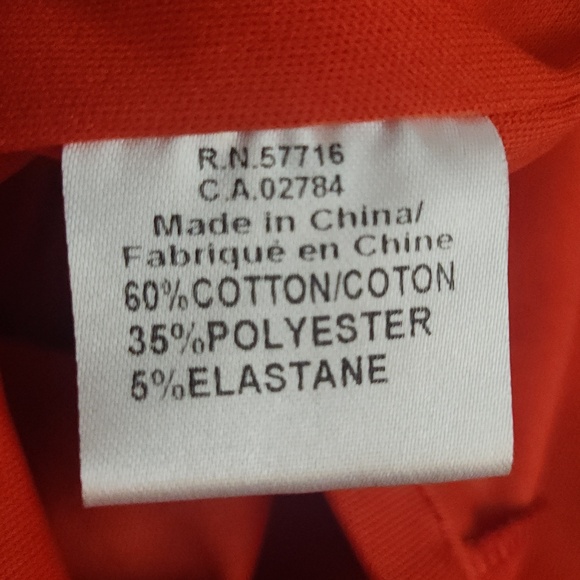 R.N.57716
C.A.02784
Made in China/
Fabriqué en Chine
60%COTTON/COTON
35%POLYESTER
5%ELASTANE